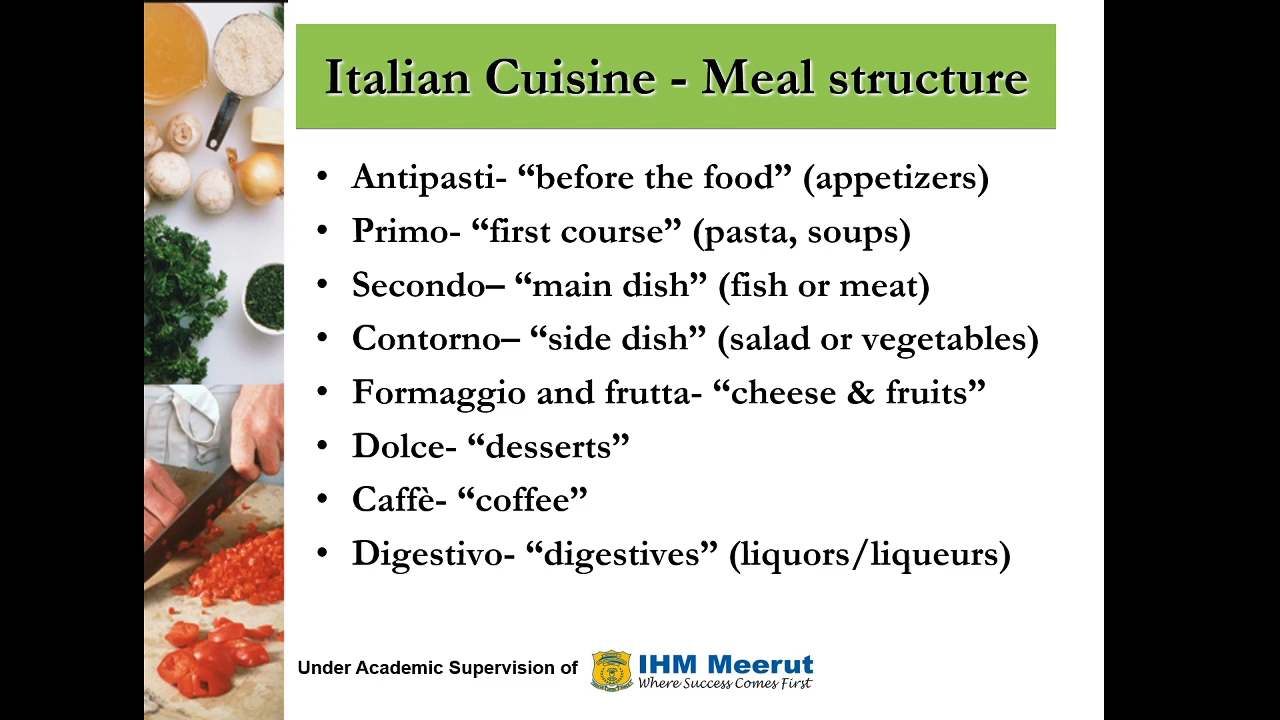 Italian Cuisine - Meal structure
• Antipasti- “before the food” (appetizers)
• Primo- “first course” (pasta, soups)
• Secondo– “main dish” (fish or meat)
• Contorno– “side dish” (salad or vegetables)
• Formaggio and frutta- “cheese & fruits”
• Dolce- “desserts”
• Caffè- “coffee”
• Digestivo- “digestives” (liquors/liqueurs)
Under Academic Supervision of
IHM Meerut
Where Success Comes First